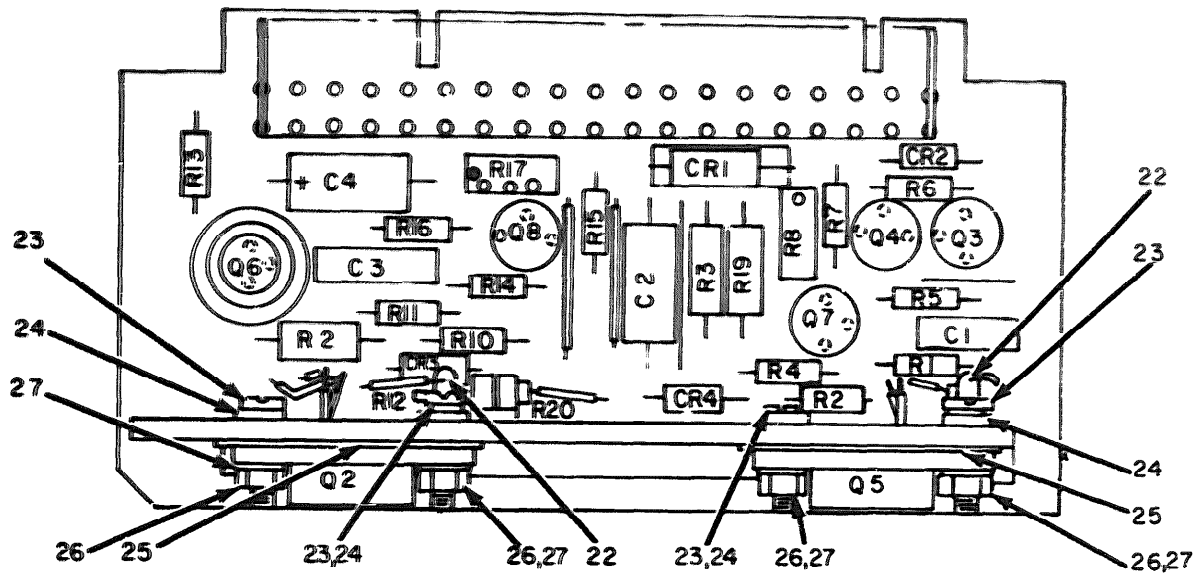 R13
+ C4
R17
CR1
CR2
R6
22
23
Q6
R16
C3
Q8
R15
C2
R3
R19
R8
R7
Q4
Q3
23
R14
24
R2
R11
R10
Q7
R5
C1
27
CR3
R12
R20
CR4
R4
R2
R1
Q2
Q5
24
25
26
25
23,24
26,27
22
23,24
26,27
26,27